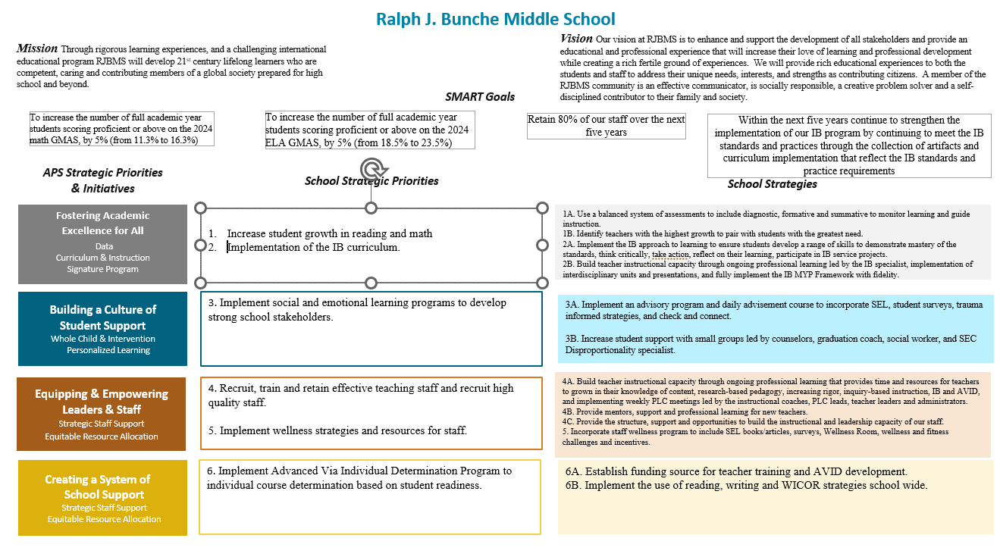 Ralph J. Bunche Middle School
Mission Through rigorous learning experiences, and a challenging international
educational program RJBMS will develop 21st century lifelong learners who are
competent, caring and contributing members of a global society prepared for high
school and beyond.
Vision Our vision at RJBMS is to enhance and support the development of all stakeholders and provide an
educational and professional experience that will increase their love of learning and professional development
while creating a rich fertile ground of experiences. We will provide rich educational experiences to both the
students and staff to address their unique needs, interests, and strengths as contributing citizens. A member of the
RJBMS community is an effective communicator, is socially responsible, a creative problem solver and a self-
disciplined contributor to their family and society.
SMART Goals
To increase the number of full academic year
students scoring proficient or above on the 2024
math GMAS, by 5% (from 11.3% to 16.3%)
To increase the number of full academic year
students scoring proficient or above on the 2024
ELA GMAS, by 5% (from 18.5% to 23.5%)
Retain 80% of our staff over the next
five years
Within the next five years continue to strengthen the
implementation of our IB program by continuing to meet the IB
standards and practices through the collection of artifacts and
curriculum implementation that reflect the IB standards and
practice requirements
APS Strategic Priorities
& Initiatives
School Strategic Priorities
School Strategies
Fostering Academic
Excellence for All
Data
Curriculum & Instruction
Signature Program
1. Increase student growth in reading and math
2. Implementation of the IB curriculum.
1A. Use a balanced system of assessments to include diagnostic, formative and summative to monitor learning and guide
instruction.
1B. Identify teachers with the highest growth to pair with students with the greatest need.
2A. Implement the IB approach to learning to ensure students develop a range of skills to demonstrate mastery of the
standards, think critically, take action, reflect on their learning, participate in IB service projects.
2B. Build teacher instructional capacity through ongoing professional learning led by the IB specialist, implementation of
interdisciplinary units and presentations, and fully implement the IB MYP Framework with fidelity.
Building a Culture of
Student Support
Whole Child & Intervention
Personalized Learning
3. Implement social and emotional learning programs to develop
strong school stakeholders.
3A. Implement an advisory program and daily advisement course to incorporate SEL, student surveys, trauma
informed strategies, and check and connect.
3B. Increase student support with small groups led by counselors, graduation coach, social worker, and SEC
Disproportionality specialist.
Equipping & Empowering
Leaders & Staff
Strategic Staff Support
Equitable Resource Allocation
4. Recruit, train and retain effective teaching staff and recruit high
quality staff.
5. Implement wellness strategies and resources for staff.
4A. Build teacher instructional capacity through ongoing professional learning that provides time and resources for teachers
to grown in their knowledge of content, research-based pedagogy, increasing rigor, inquiry-based instruction, IB and AVID,
and implementing weekly PLC meetings led by the instructional coaches, PLC leads, teacher leaders and administrators.
4B. Provide mentors, support and professional learning for new teachers.
4C. Provide the structure, support and opportunities to build the instructional and leadership capacity of our staff.
5. Incorporate staff wellness program to include SEL books/articles, surveys, Wellness Room, wellness and fitness
challenges and incentives.
Creating a System of
School Support
Strategic Staff Support
Equitable Resource Allocation
6. Implement Advanced Via Individual Determination Program to
individual course determination based on student readiness.
6A. Establish funding source for teacher training and AVID development.
6B. Implement the use of reading, writing and WICOR strategies school wide.